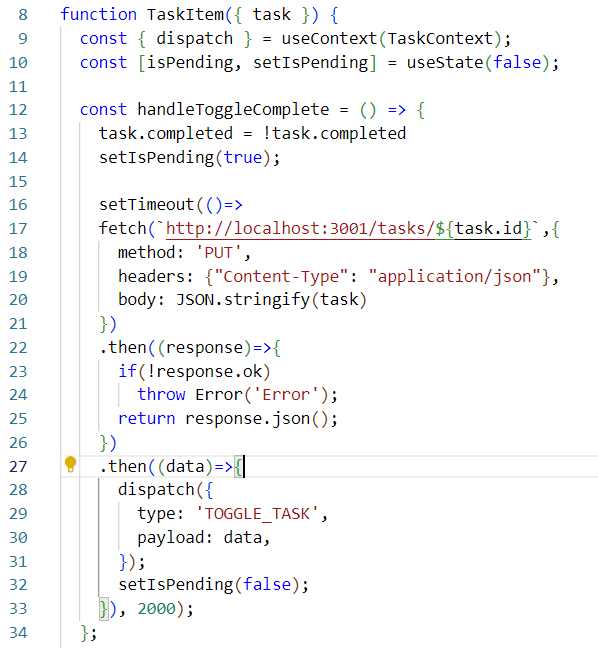 8 function TaskItem({ task }) {
9 const { dispatch } = useContext(TaskContext);
10 const [isPending, setIsPending] = useState(false);
11
12 const handleToggleComplete = () => {
13 task.completed = !task.completed
14 setIsPending(true);
15
16 setTimeout(()=>
17 fetch(`http://localhost:3001/tasks/${task.id}`,{
18 method: 'PUT',
19 headers: {"Content-Type": "application/json"},
20 body: JSON.stringify(task)
21 })
22 .then((response)=>{
23 if(!response.ok)
24 throw Error('Error');
25 return response.json();
26 })
27 .then((data)=>{
28 dispatch({
29 type: 'TOGGLE_TASK',
30 payload: data,
31 });
32 setIsPending(false);
33 }), 2000);
34 };